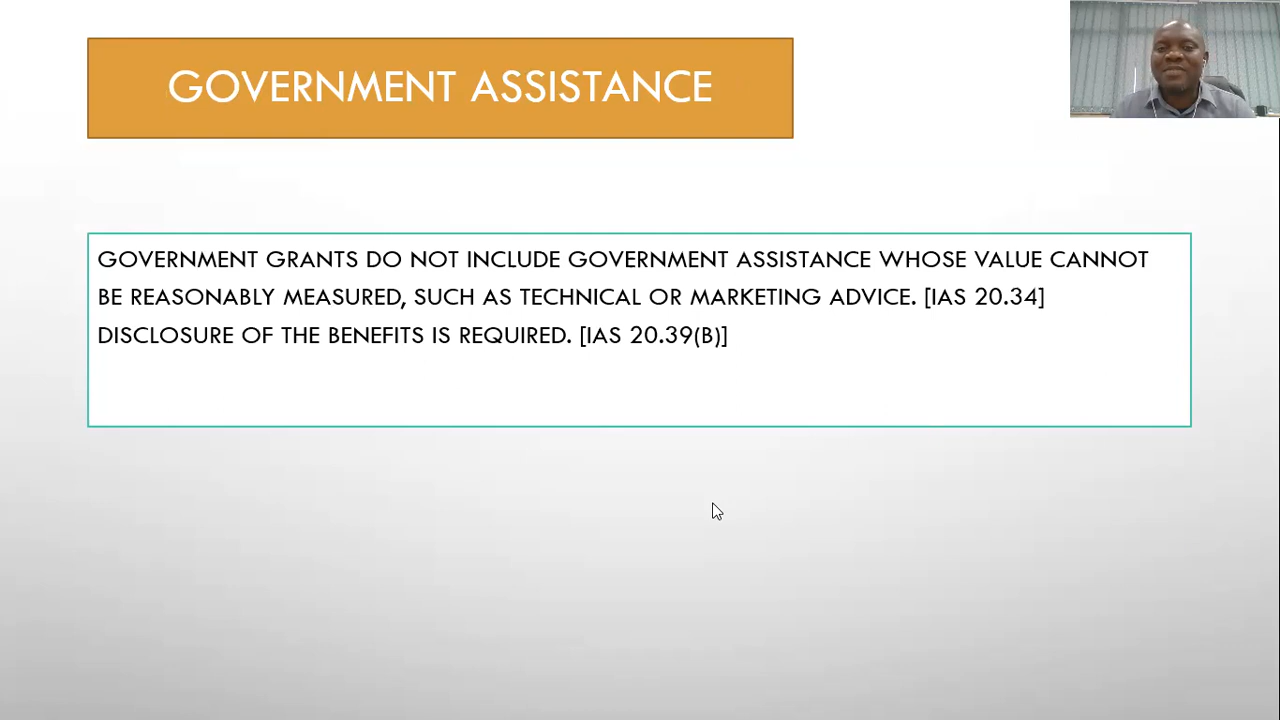 GOVERNMENT ASSISTANCE
GOVERNMENT GRANTS DO NOT INCLUDE GOVERNMENT ASSISTANCE WHOSE VALUE CANNOT
BE REASONABLY MEASURED, SUCH AS TECHNICAL OR MARKETING ADVICE. [IAS 20.34]
DISCLOSURE OF THE BENEFITS IS REQUIRED. [IAS 20.39(B)]